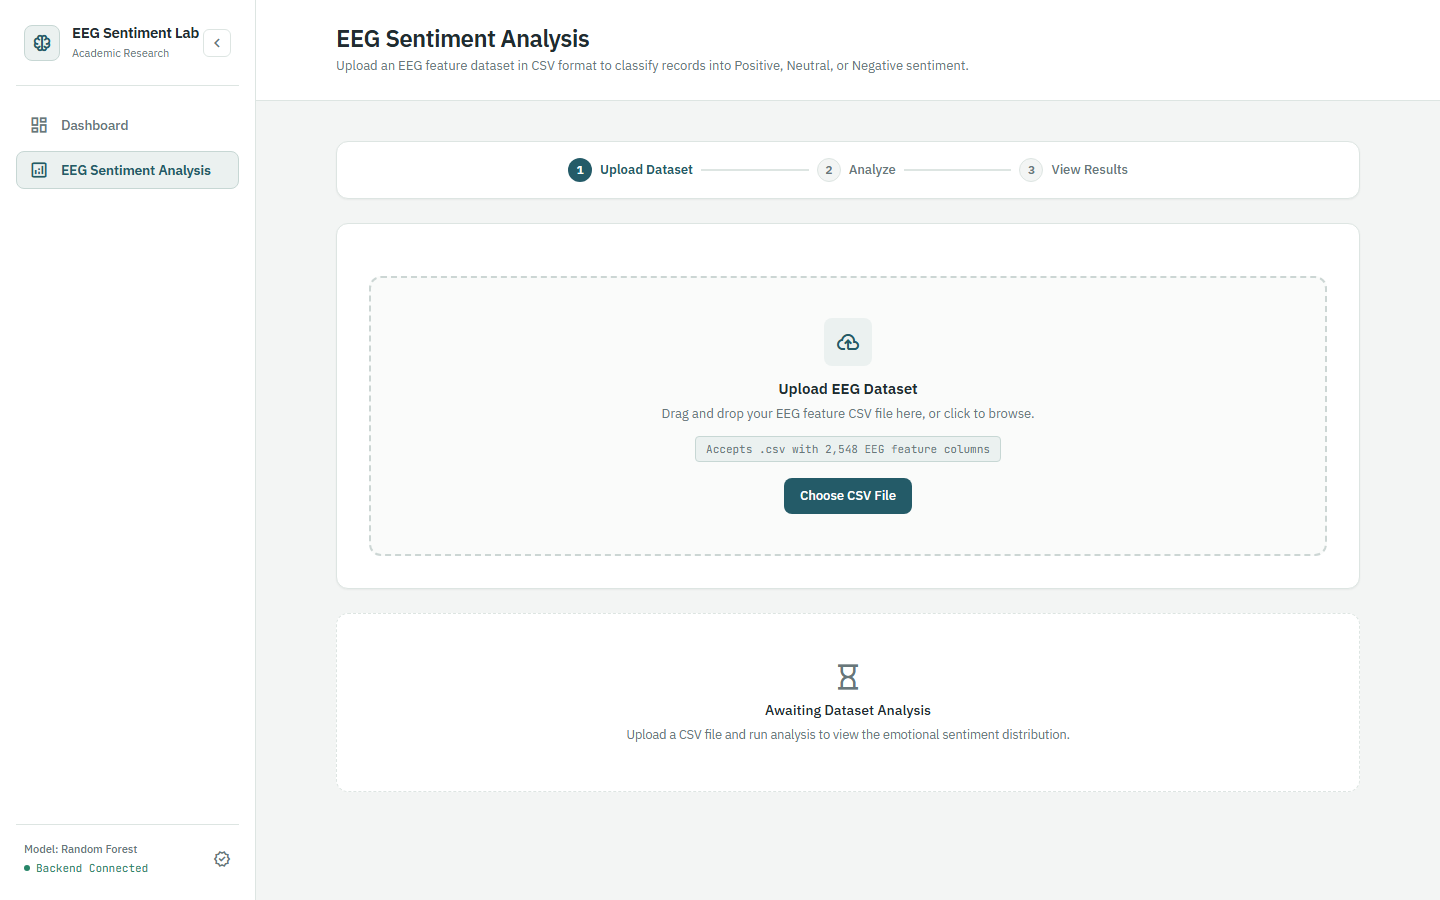 EEG Sentiment Lab
Academic Research
Dashboard
EEG Sentiment Analysis
Model: Random Forest
Backend Connected
EEG Sentiment Analysis
Upload an EEG feature dataset in CSV format to classify records into Positive, Neutral, or Negative sentiment.
1 Upload Dataset 2 Analyze 3 View Results
Upload EEG Dataset
Drag and drop your EEG feature CSV file here, or click to browse.
Accepts .csv with 2,548 EEG feature columns
Choose CSV File
Awaiting Dataset Analysis
Upload a CSV file and run analysis to view the emotional sentiment distribution.